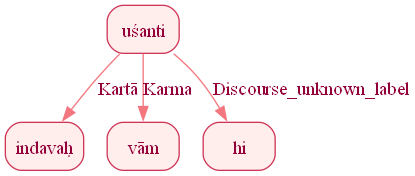 uśanti
Kartā Karma Discourse_unknown_label
indavaḥ vām hi